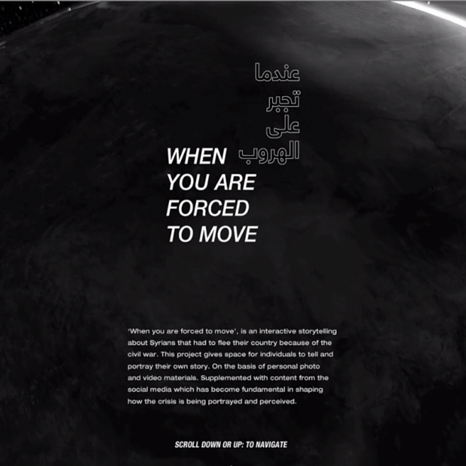 عندما
تجبر
على
الهروب
WHEN
YOU ARE
FORCED
TO MOVE
‘When you are forced to move’, is an interactive storytelling
about Syrians that had to flee their country because of the
civil war. This project gives space for individuals to tell and
portray their own story. On the basis of personal photo
and video materials. Supplemented with content from the
social media which has become fundamental in shaping
how the crisis is being portrayed and perceived.
SCROLL DOWN OR UP: TO NAVIGATE